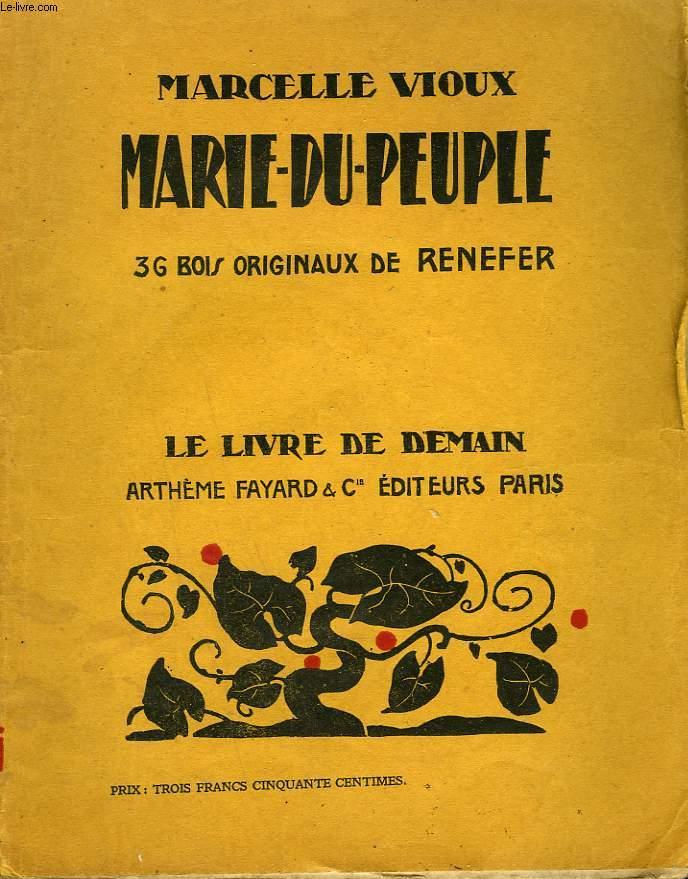 Le-livre.com
MARCELLE VIOUX
MARIE-DU-PEUPLE
36 BOIS ORIGINAUX DE RENEFER
LE LIVRE DE DEMAIN
ARTHÈME FAYARD & Cie ÉDITEURS PARIS
PRIX : TROIS FRANCS CINQUANTE CENTIMES.